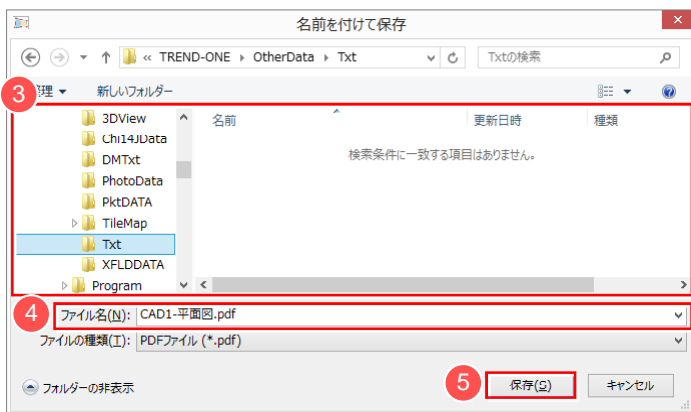 名前を付けて保存
« TREND-ONE OtherData Txt Txtの検索
3 理 新しいフォルダー
3DView 名前 更新日時 種類
Chi14JData 検索条件に一致する項目はありません。
DMTxt
PhotoData
PktDATA
TileMap
Txt
XFLDDATA
Program
4 ファイル名(N): CAD1-平面図.pdf
ファイルの種類(T): PDFファイル (*.pdf)
フォルダーの非表示 5 保存(S) キャンセル